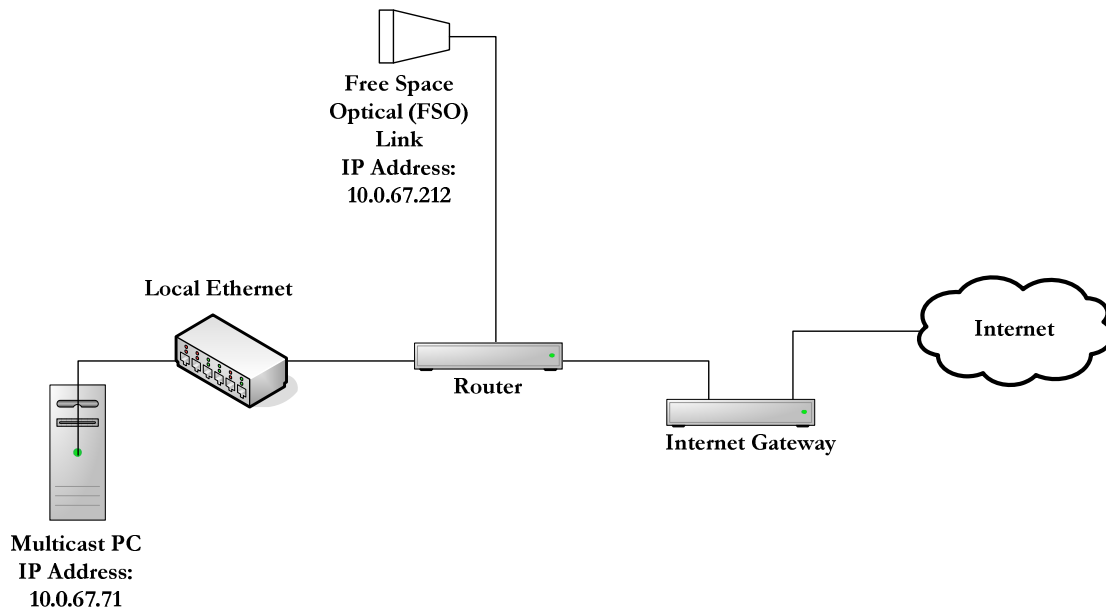 Free Space
Optical (FSO)
Link
IP Address:
10.0.67.212
Local Ethernet
Internet
Router
Internet Gateway
Multicast PC
IP Address:
10.0.67.71